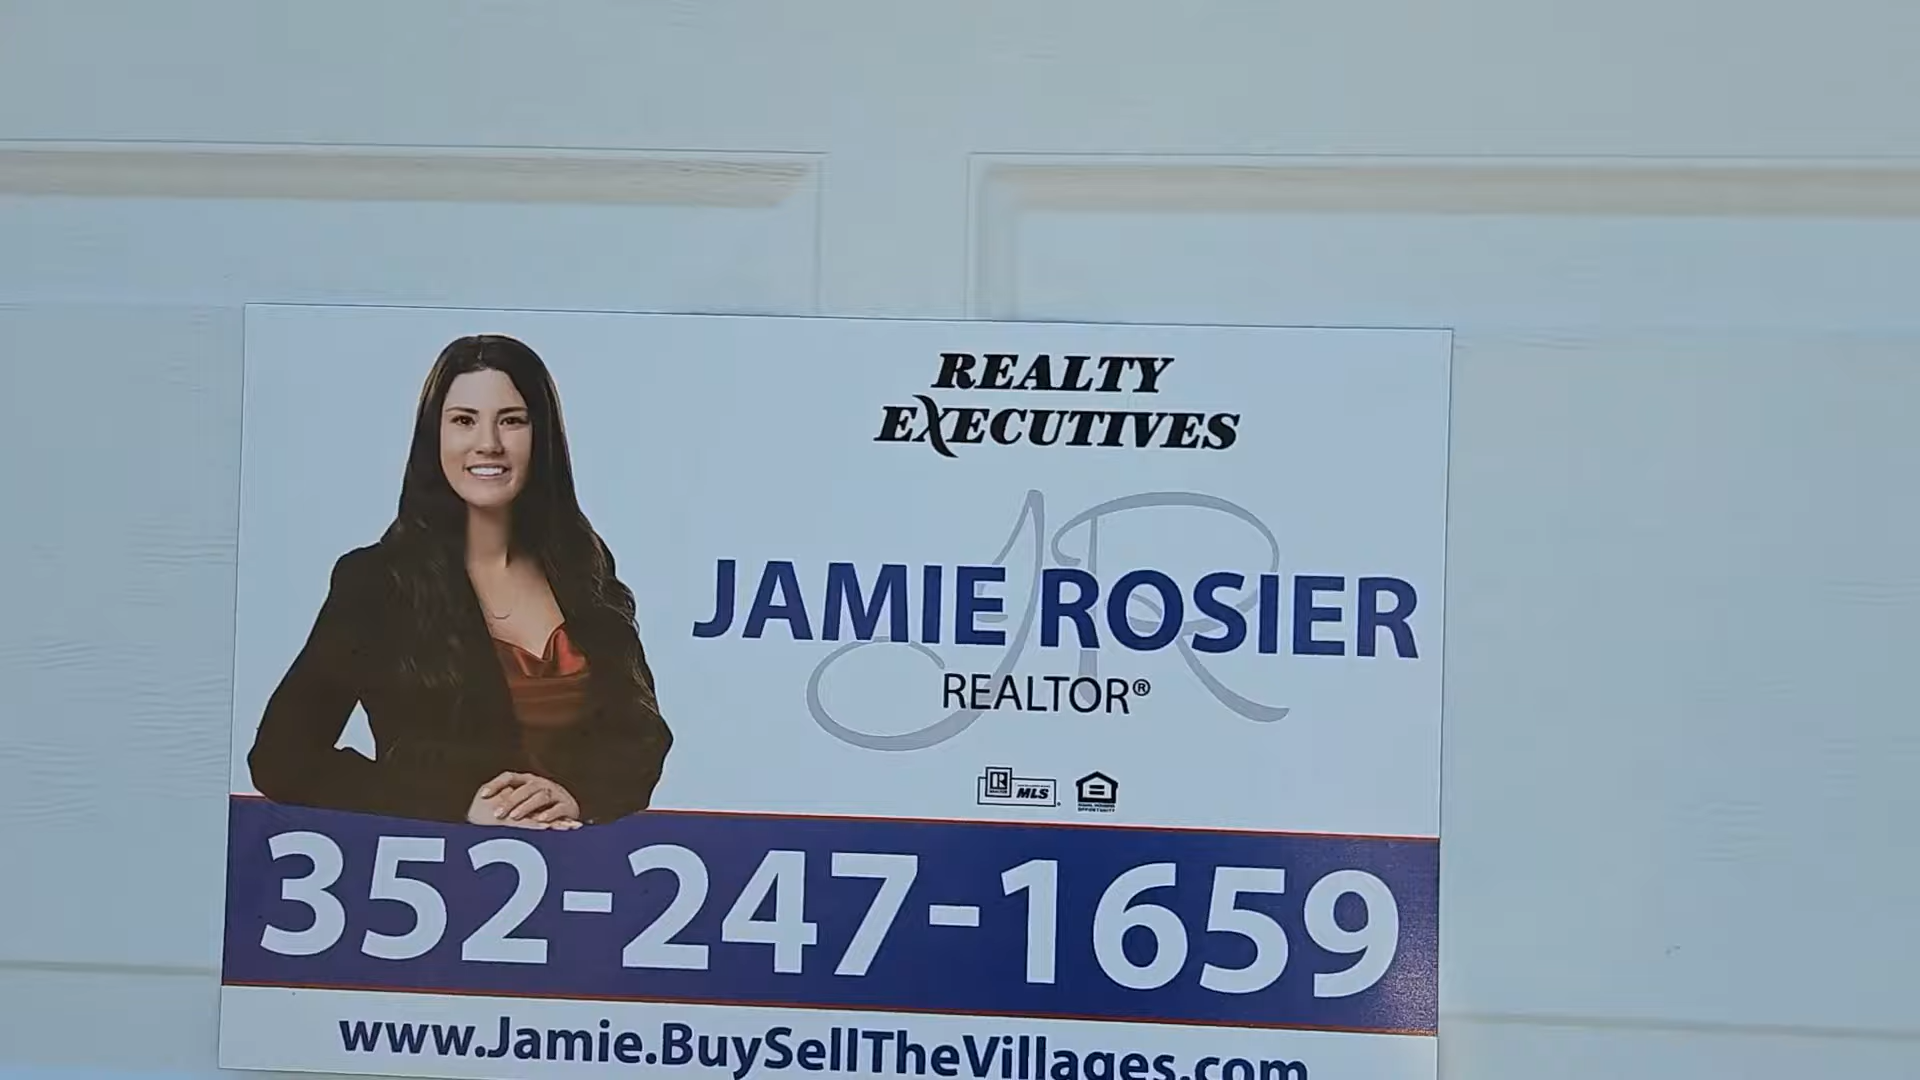 REALTY
EXECUTIVES
JAMIE ROSIER
REALTOR®
MLS
352-247-1659
www.Jamie.BuySellTheVillages.com